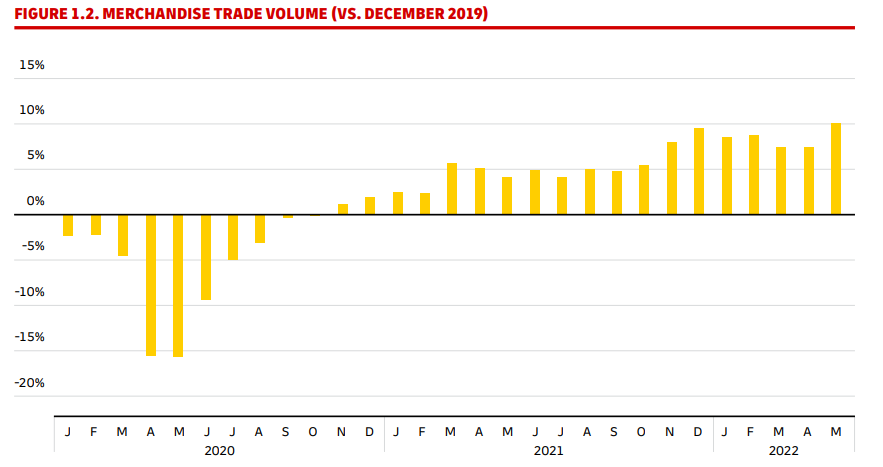 FIGURE 1.2. MERCHANDISE TRADE VOLUME (VS. DECEMBER 2019)
15%
10%
5%
0%
-5%
-10%
-15%
-20%
J F M A M J J A S O N D J F M A M J J A S O N D J F M A M
2020 2021 2022